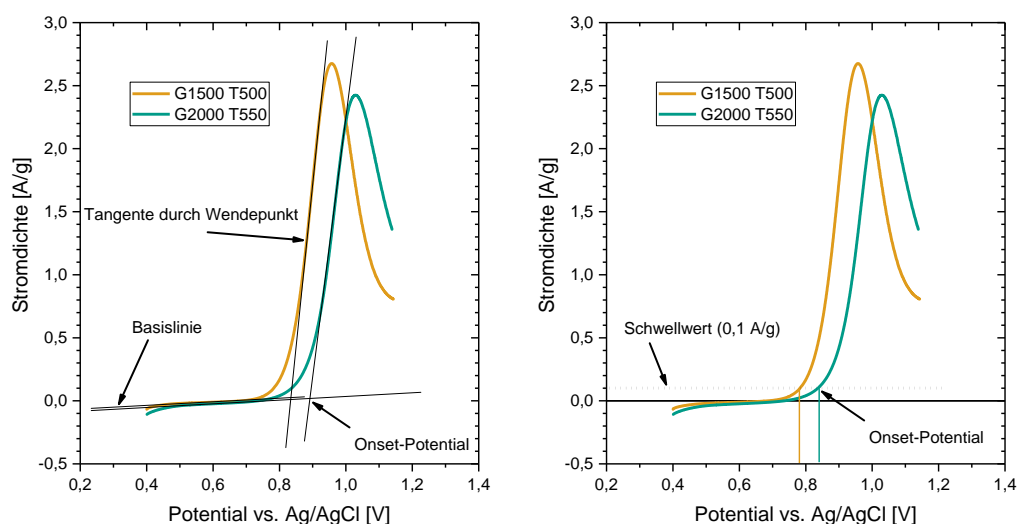 3,0
2,5
2,0
1,5
1,0
0,5
0,0
-0,5
Stromdichte [A/g]
G1500 T500
G2000 T550
Tangente durch Wendepunkt
Basislinie
Onset-Potential
0,2 0,4 0,6 0,8 1,0 1,2 1,4
Potential vs. Ag/AgCl [V]
3,0
2,5
2,0
1,5
1,0
0,5
0,0
-0,5
Stromdichte [A/g]
G1500 T500
G2000 T550
Schwellwert (0,1 A/g)
Onset-Potential
0,2 0,4 0,6 0,8 1,0 1,2 1,4
Potential vs. Ag/AgCl [V]